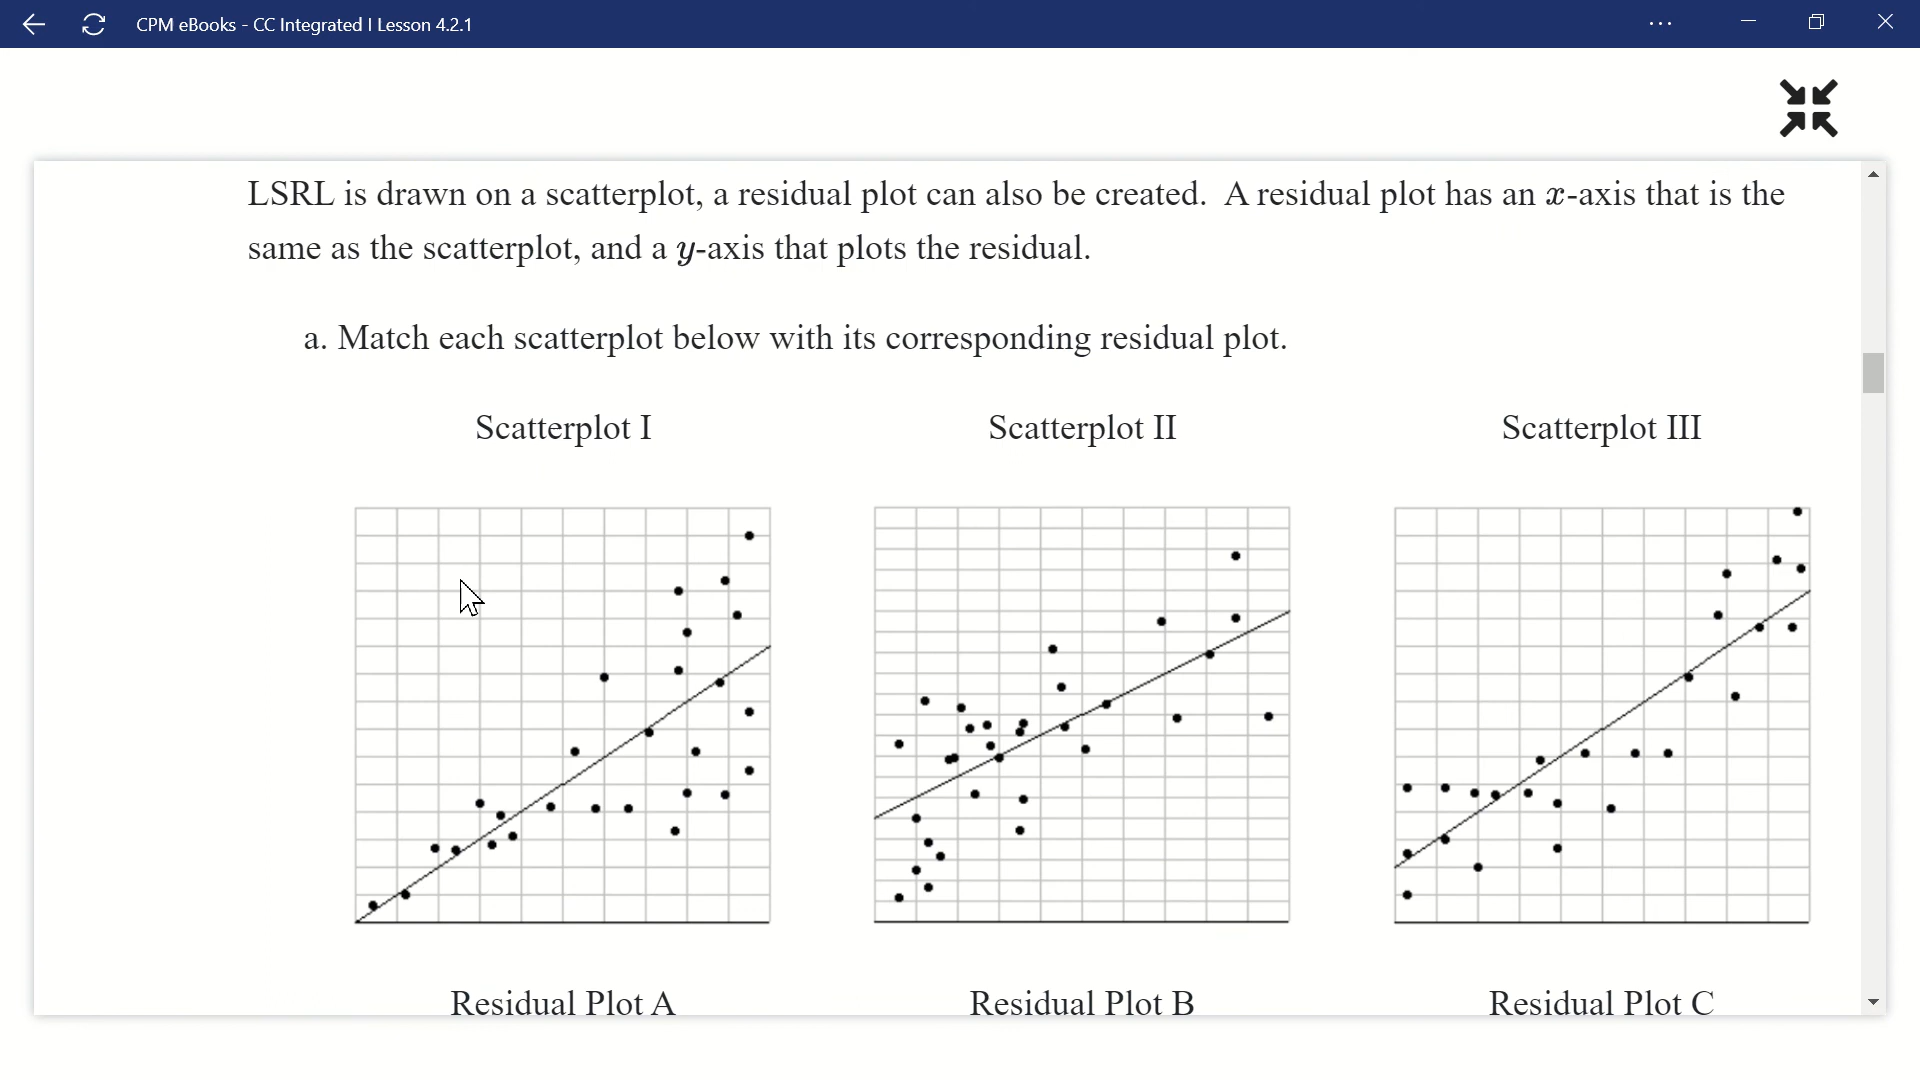 CPM eBooks - CC Integrated I Lesson 4.2.1
LSRL is drawn on a scatterplot, a residual plot can also be created. A residual plot has an x-axis that is the
same as the scatterplot, and a y-axis that plots the residual.
a. Match each scatterplot below with its corresponding residual plot.
Scatterplot I
Scatterplot II
Scatterplot III
Residual Plot A
Residual Plot B
Residual Plot C